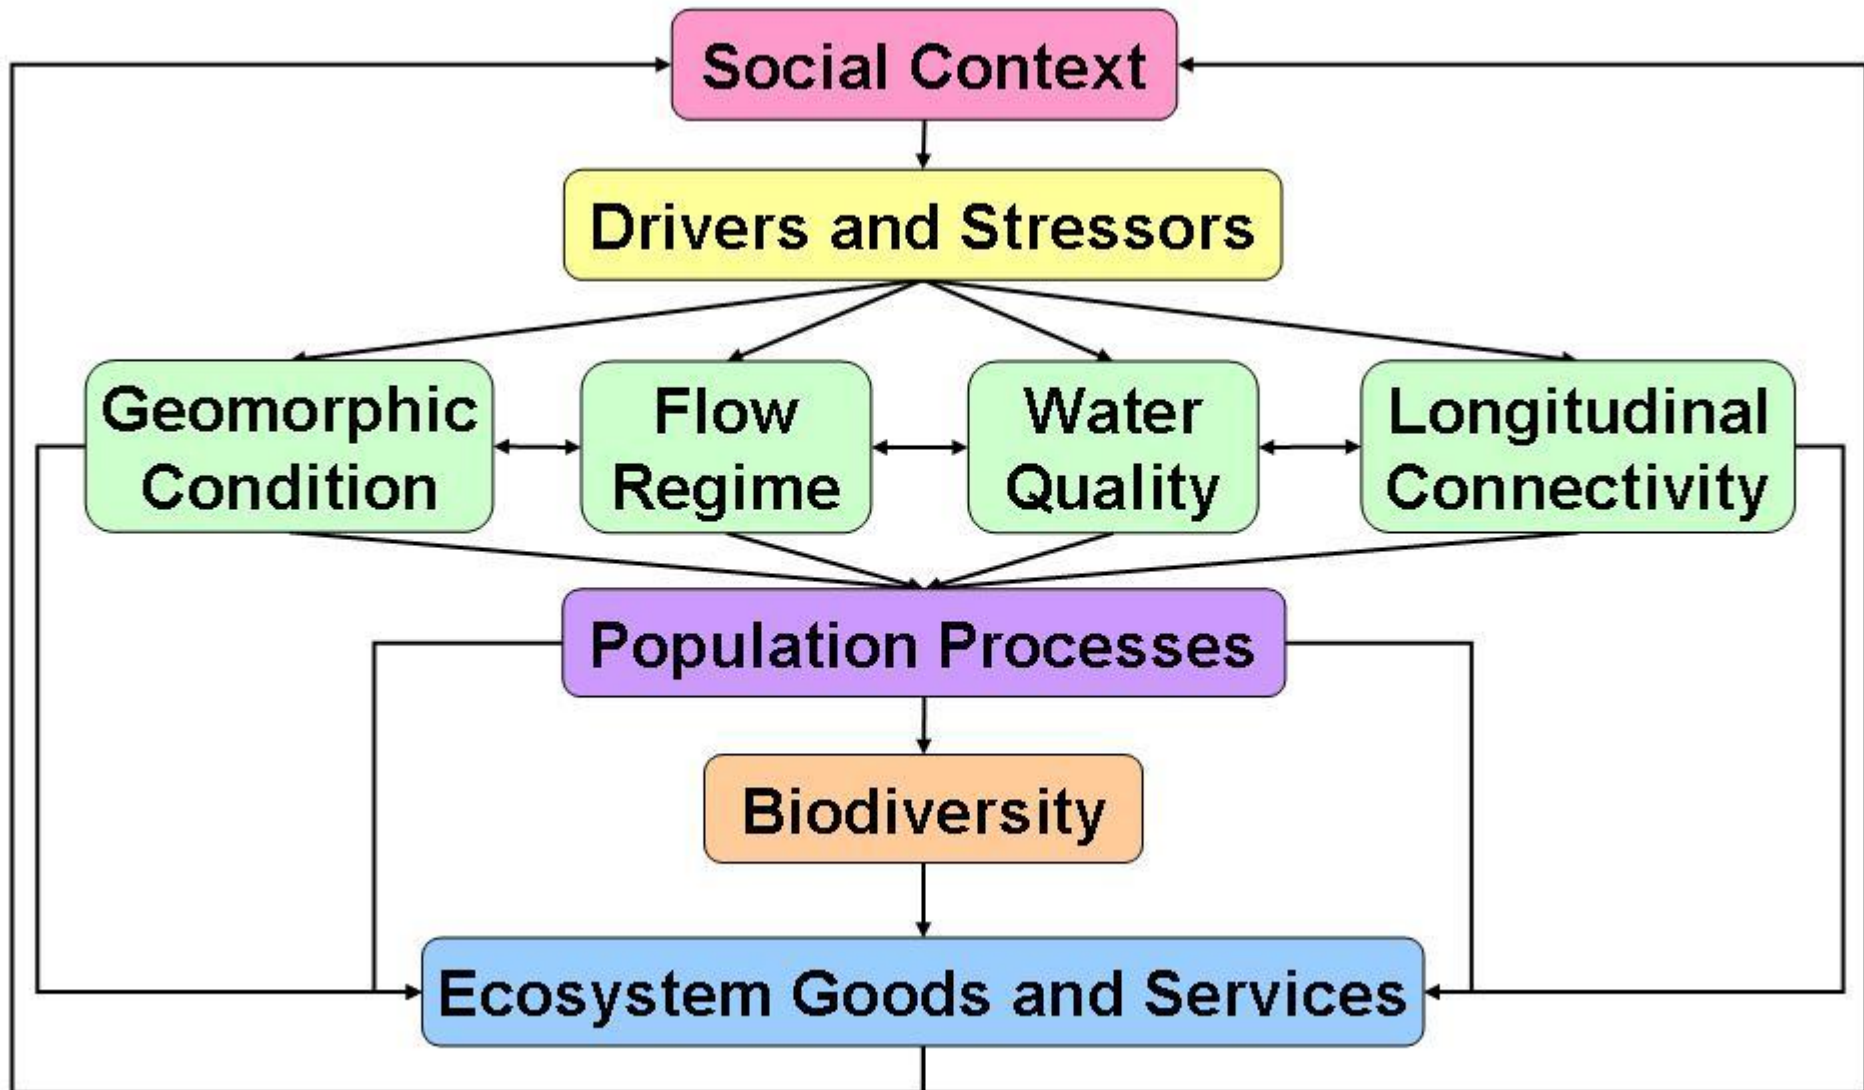 Social Context
Drivers and Stressors
Geomorphic
Condition
Flow
Regime
Water
Quality
Longitudinal
Connectivity
Population Processes
Biodiversity
Ecosystem Goods and Services